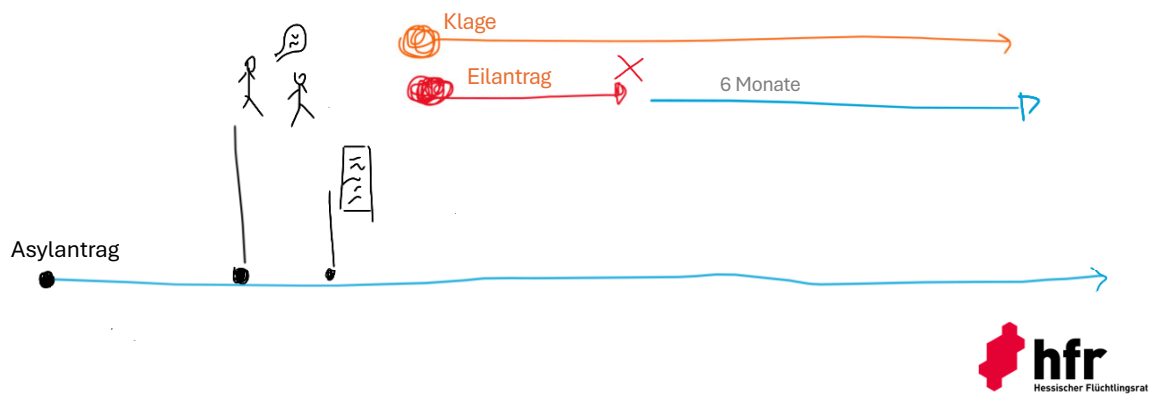 Klage
Eilantrag
6 Monate
Asylantrag
hfr
Hessischer Flüchtlingsrat